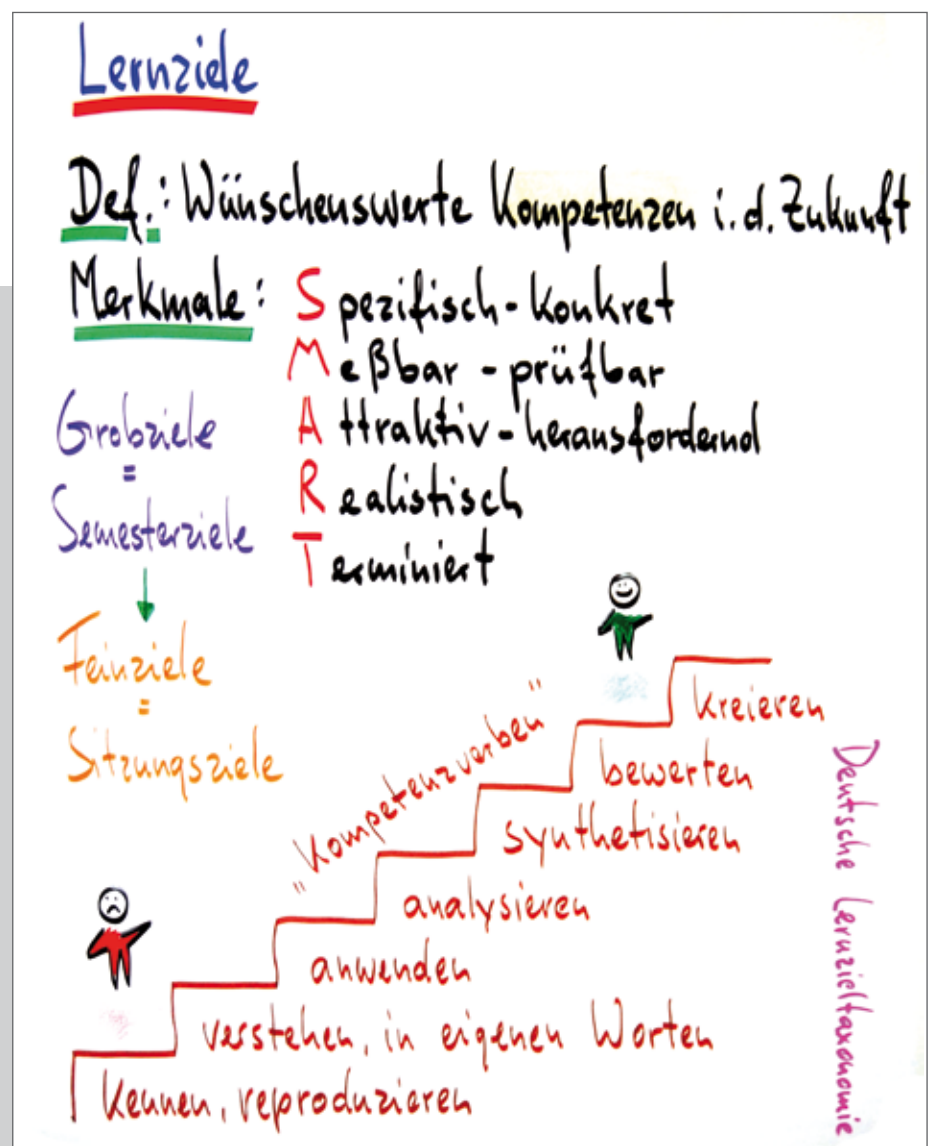 Lernziele
Def.: Wünschenswerte Kompetenzen i.d. Zukunft
Merkmale: Spezifisch-konkret
Meßbar - prüfbar
Attraktiv - herausfordernd
Realistisch
Terminiert
Grobziele
=
Semesterziele
Feinziele
=
Sitzungsziele
"Kompetenzverben"
kreieren
bewerten
synthetisieren
analysieren
anwenden
verstehen, in eigenen Worten
kennen, reproduzieren
Deutsche Lernzieltaxonomie